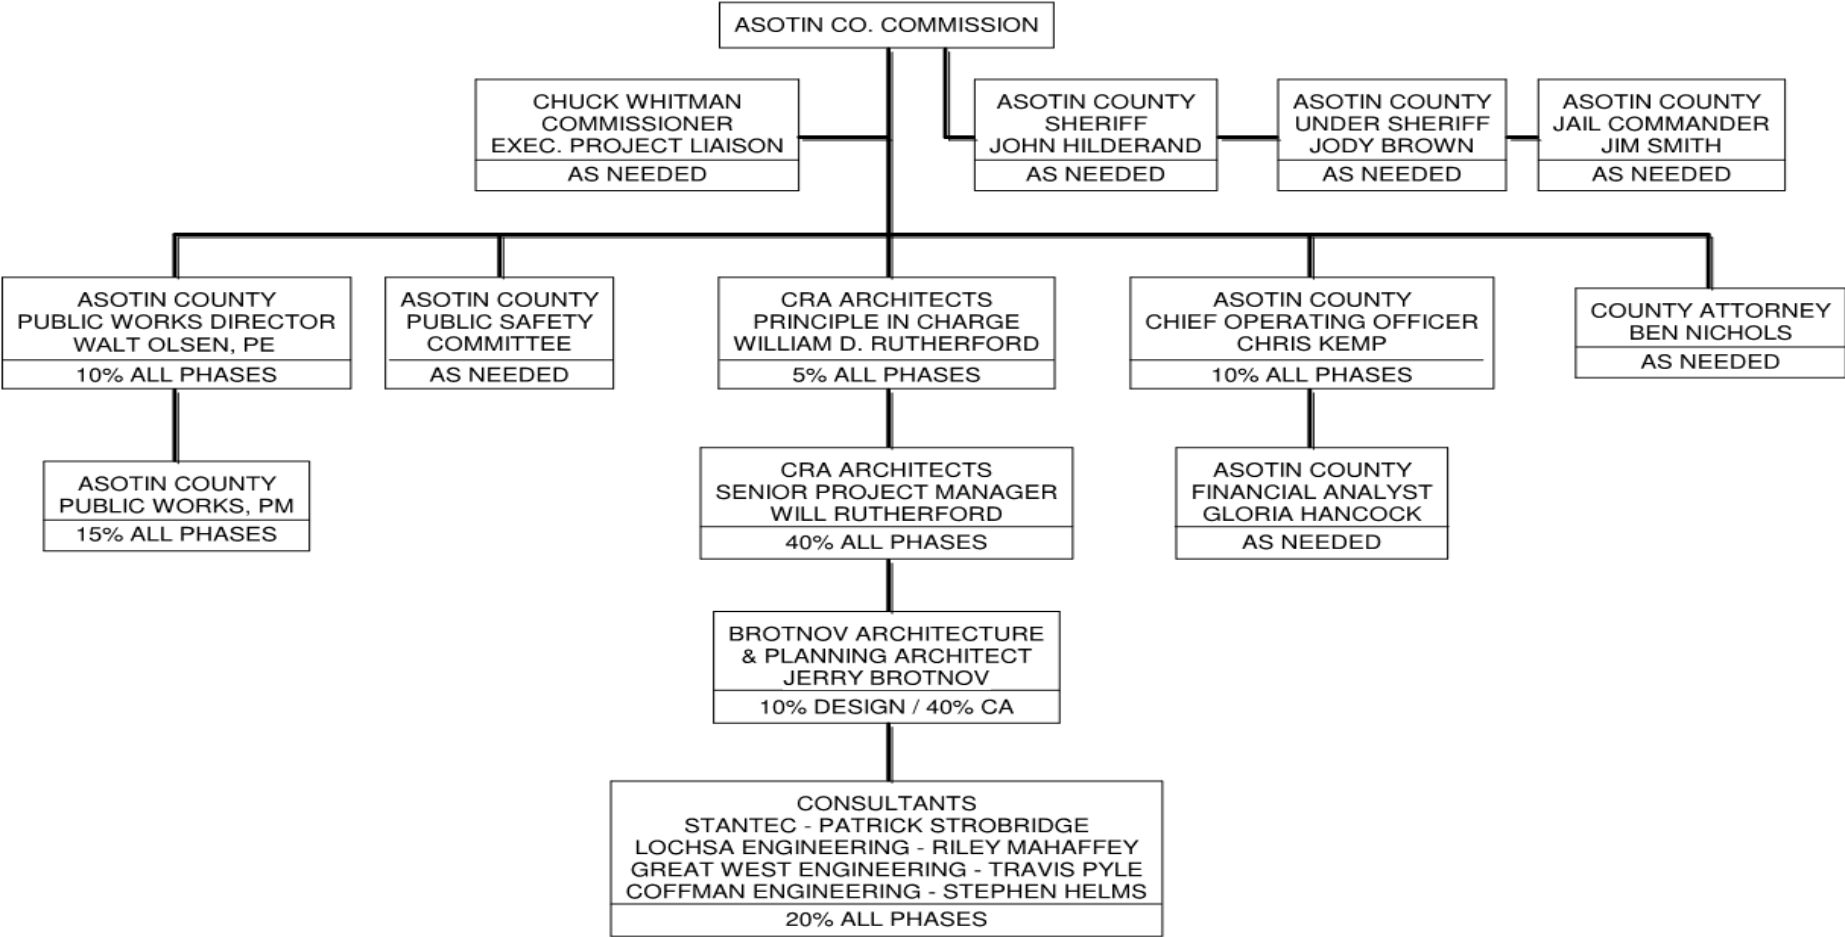 ASOTIN CO. COMMISSION
CHUCK WHITMAN
COMMISSIONER
EXEC. PROJECT LIAISON
AS NEEDED
ASOTIN COUNTY
SHERIFF
JOHN HILDERAND
AS NEEDED
ASOTIN COUNTY
UNDER SHERIFF
JODY BROWN
AS NEEDED
ASOTIN COUNTY
JAIL COMMANDER
JIM SMITH
AS NEEDED
ASOTIN COUNTY
PUBLIC WORKS DIRECTOR
WALT OLSEN, PE
10% ALL PHASES
ASOTIN COUNTY
PUBLIC SAFETY
COMMITTEE
AS NEEDED
CRA ARCHITECTS
PRINCIPLE IN CHARGE
WILLIAM D. RUTHERFORD
5% ALL PHASES
ASOTIN COUNTY
CHIEF OPERATING OFFICER
CHRIS KEMP
10% ALL PHASES
COUNTY ATTORNEY
BEN NICHOLS
AS NEEDED
ASOTIN COUNTY
PUBLIC WORKS, PM
15% ALL PHASES
CRA ARCHITECTS
SENIOR PROJECT MANAGER
WILL RUTHERFORD
40% ALL PHASES
ASOTIN COUNTY
FINANCIAL ANALYST
GLORIA HANCOCK
AS NEEDED
BROTNOV ARCHITECTURE
& PLANNING ARCHITECT
JERRY BROTNOV
10% DESIGN / 40% CA
CONSULTANTS
STANTEC - PATRICK STROBRIDGE
LOCHSA ENGINEERING - RILEY MAHAFFEY
GREAT WEST ENGINEERING - TRAVIS PYLE
COFFMAN ENGINEERING - STEPHEN HELMS
20% ALL PHASES